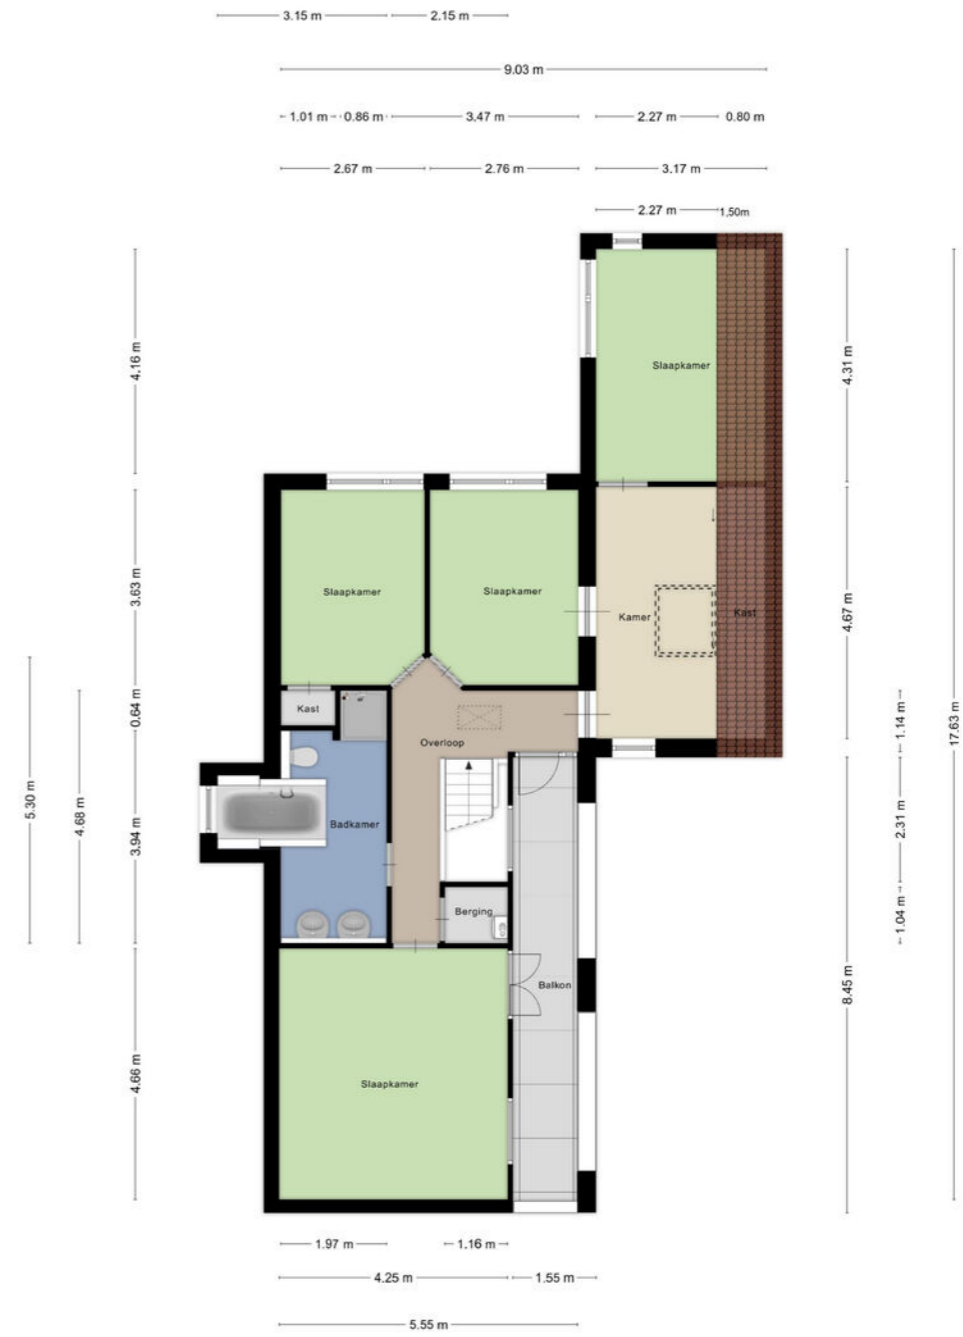 3.15 m 2.15 m
9.03 m
1.01 m 0.86 m 3.47 m 2.27 m 0.80 m
2.67 m 2.76 m 3.17 m
2.27 m 1,50m
4.16 m
4.31 m
Slaapkamer
3.63 m
Slaapkamer
Slaapkamer
Kamer
Kast
4.67 m
0.64 m
Kast
Overloop
1.14 m
17.63 m
5.30 m
4.68 m
3.94 m
Badkamer
2.31 m
Berging
1.04 m
Balkon
8.45 m
4.66 m
Slaapkamer
1.97 m 1.16 m
4.25 m 1.55 m
5.55 m